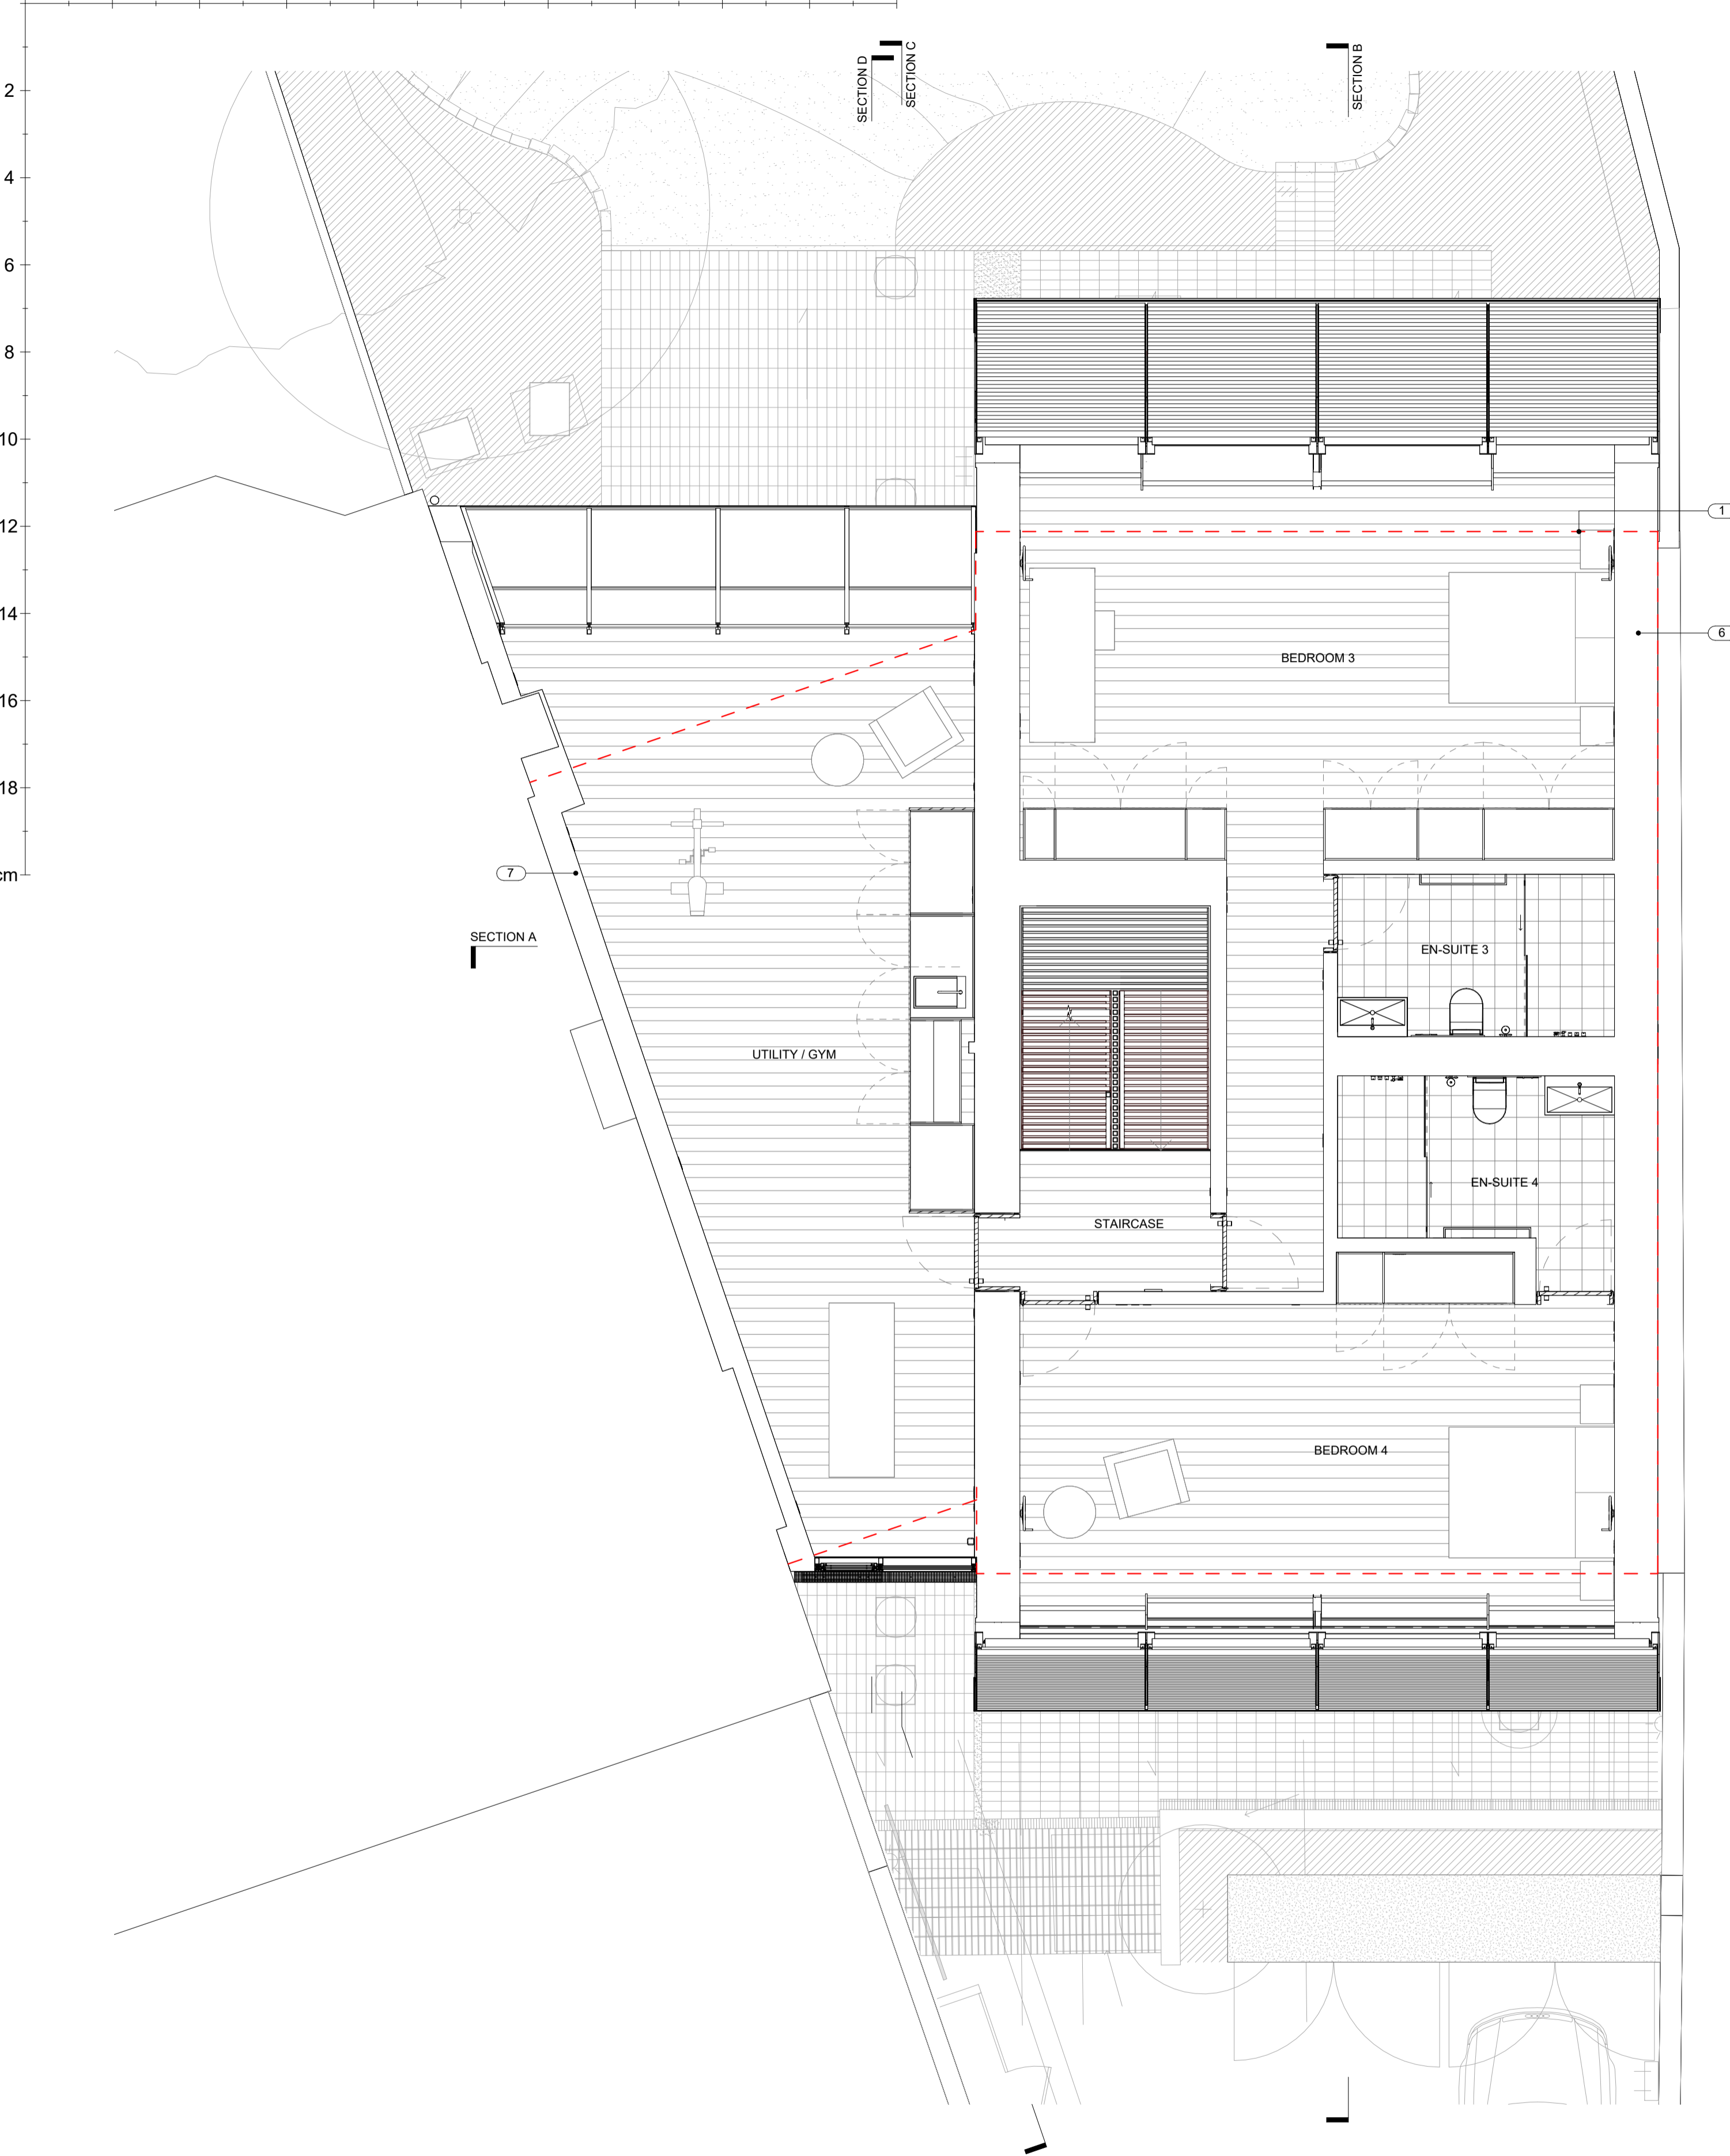 SECTION D
SECTION C
SECTION B
2
4
6
8
10
12
1
14
6
BEDROOM 3
16
18
cm
7
SECTION A
EN-SUITE 3
UTILITY / GYM
EN-SUITE 4
STAIRCASE
BEDROOM 4